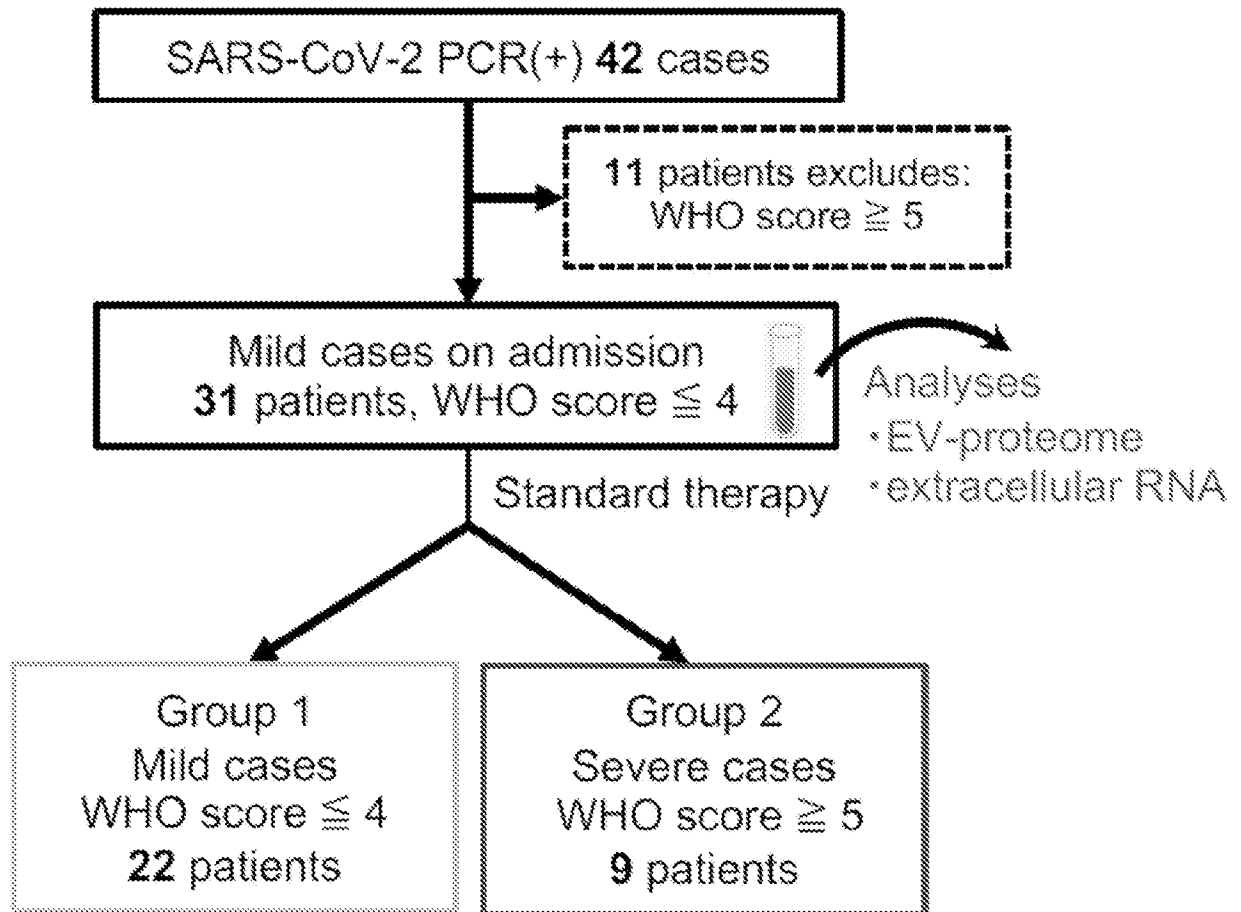 SARS-CoV-2 PCR(+) 42 cases
11 patients excludes:
WHO score ≧ 5
Mild cases on admission
31 patients, WHO score ≦ 4
Analyses
・EV-proteome
・extracellular RNA
Standard therapy
Group 1
Mild cases
WHO score ≦ 4
22 patients
Group 2
Severe cases
WHO score ≧ 5
9 patients